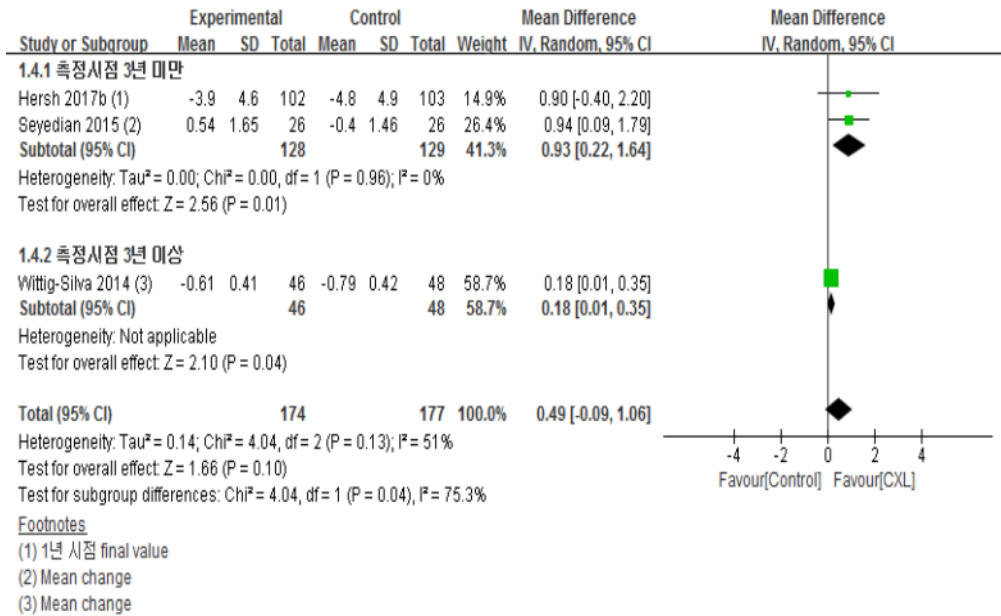 Experimental Control Mean Difference Mean Difference
Study or Subgroup Mean SD Total Mean SD Total Weight IV, Random, 95% CI IV, Random, 95% CI
1.4.1 측정시점 3년 미만
Hersh 2017b (1) -3.9 4.6 102 -4.8 4.9 103 14.9% 0.90 [-0.40, 2.20]
Seyedian 2015 (2) 0.54 1.65 26 -0.4 1.46 26 26.4% 0.94 [0.09, 1.79]
Subtotal (95% CI) 128 129 41.3% 0.93 [0.22, 1.64]
Heterogeneity: Tau² = 0.00; Chi² = 0.00, df = 1 (P = 0.96); I² = 0%
Test for overall effect: Z = 2.56 (P = 0.01)
1.4.2 측정시점 3년 이상
Wittig-Silva 2014 (3) -0.61 0.41 46 -0.79 0.42 48 58.7% 0.18 [0.01, 0.35]
Subtotal (95% CI) 46 48 58.7% 0.18 [0.01, 0.35]
Heterogeneity: Not applicable
Test for overall effect: Z = 2.10 (P = 0.04)
Total (95% CI) 174 177 100.0% 0.49 [-0.09, 1.06]
Heterogeneity: Tau² = 0.14; Chi² = 4.04, df = 2 (P = 0.13); I² = 51%
Test for overall effect: Z = 1.66 (P = 0.10)
Test for subgroup differences: Chi² = 4.04, df = 1 (P = 0.04), I² = 75.3%
-4 -2 0 2 4
Favour[Control] Favour[CXL]
Footnotes
(1) 1년 시점 final value
(2) Mean change
(3) Mean change